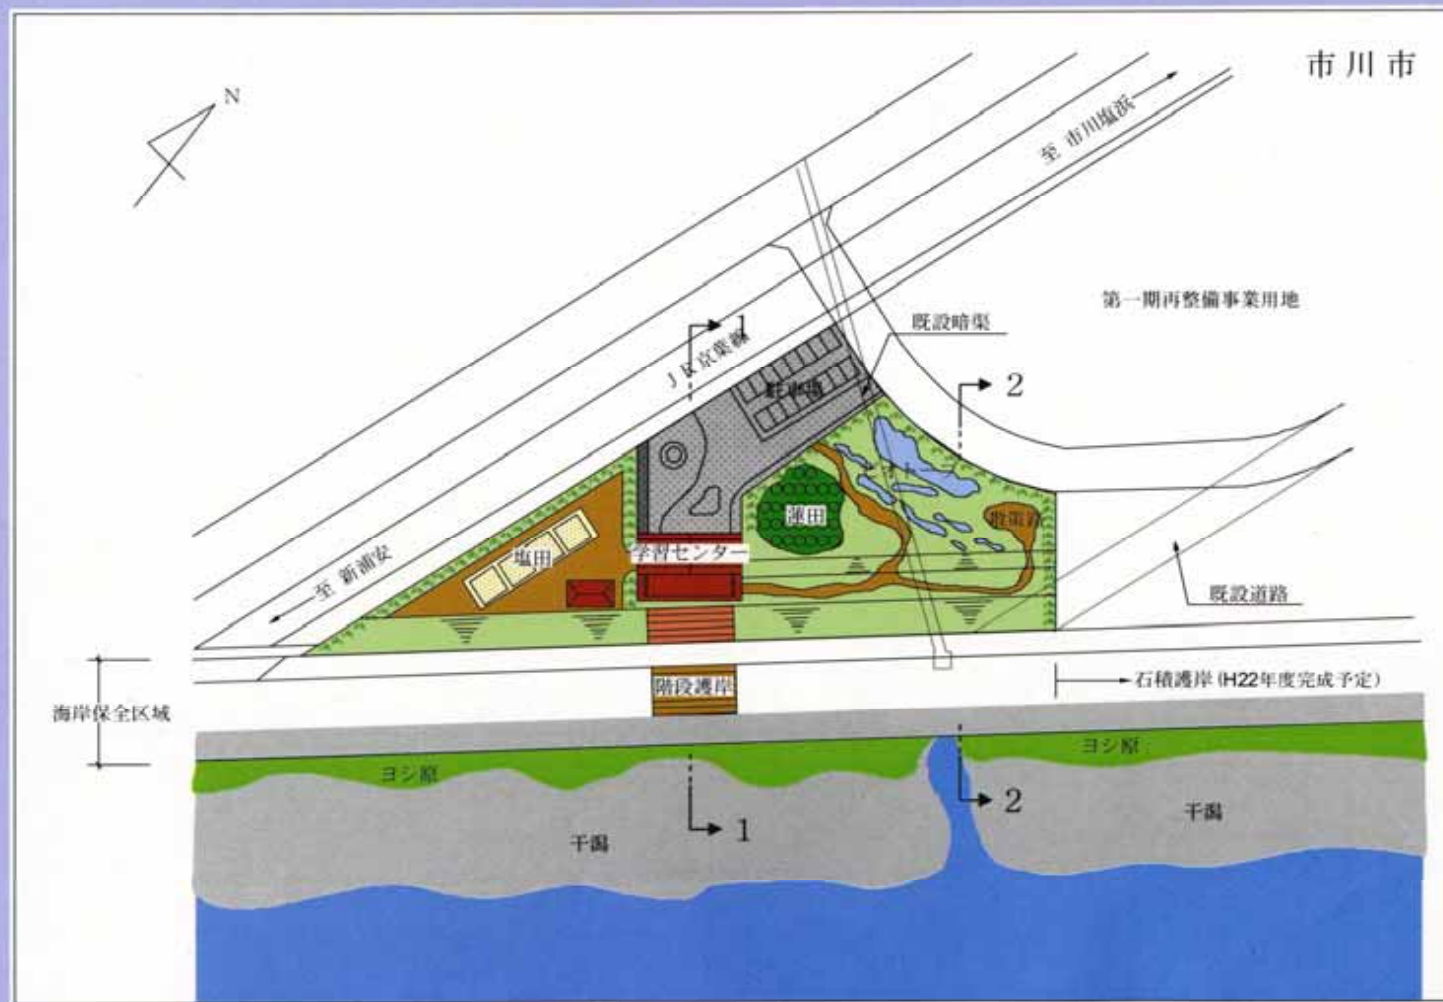 市川市
N
至 市川塩浜
第一期再整備事業用地
既設暗渠
1
JR京葉線
2
駐車場
蓮田
散策路
塩田
学習センター
至 新浦安
既設道路
階段護岸
石積護岸 (H22年度完成予定)
海岸保全区域
ヨシ原
ヨシ原
2
1
干潟
干潟